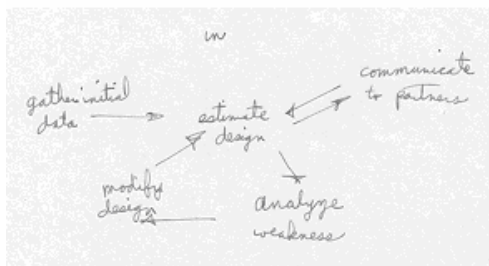 in
communicate
to partners
gather initial
data
estimate
design
modify
design
analyze
weakness